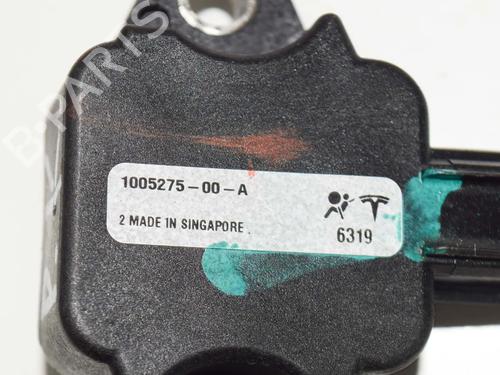 1005275-00-A
2 MADE IN SINGAPORE
6319
B-PARTS